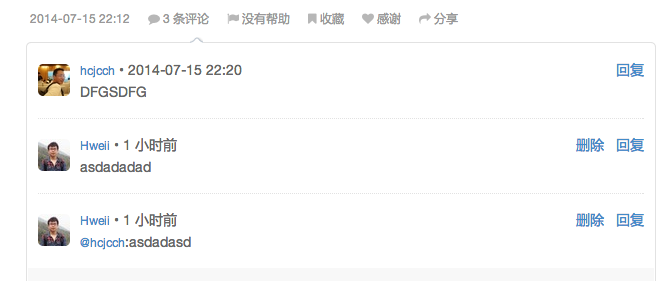 2014-07-15 22:12 3 条评论 没有帮助 收藏 感谢 分享
hcjcch • 2014-07-15 22:20 回复
DFGSDFG
Hweii • 1 小时前 删除 回复
asdadadad
Hweii • 1 小时前 删除 回复
@hcjcch:asdadasd